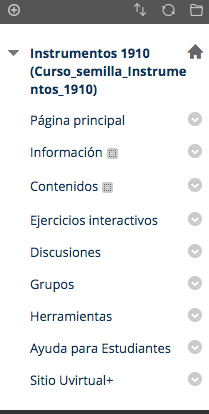 Instrumentos 1910
(Curso_semilla_Instrume
ntos_1910)
Página principal
Información
Contenidos
Ejercicios interactivos
Discusiones
Grupos
Herramientas
Ayuda para Estudiantes
Sitio Uvirtual+